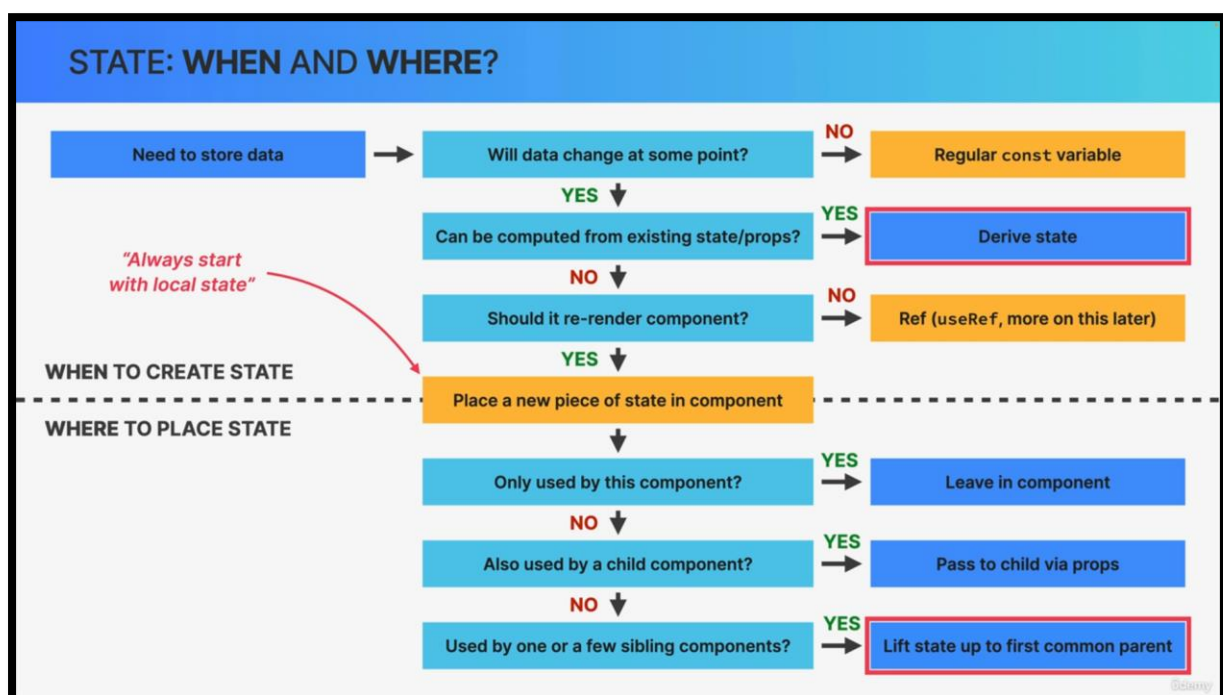 STATE: WHEN AND WHERE?
Need to store data
Will data change at some point?
NO
Regular const variable
YES
Can be computed from existing state/props?
YES
Derive state
"Always start
with local state"
NO
Should it re-render component?
NO
Ref (useRef, more on this later)
YES
WHEN TO CREATE STATE
Place a new piece of state in component
WHERE TO PLACE STATE
Only used by this component?
YES
Leave in component
NO
Also used by a child component?
YES
Pass to child via props
NO
Used by one or a few sibling components?
YES
Lift state up to first common parent
Udemy